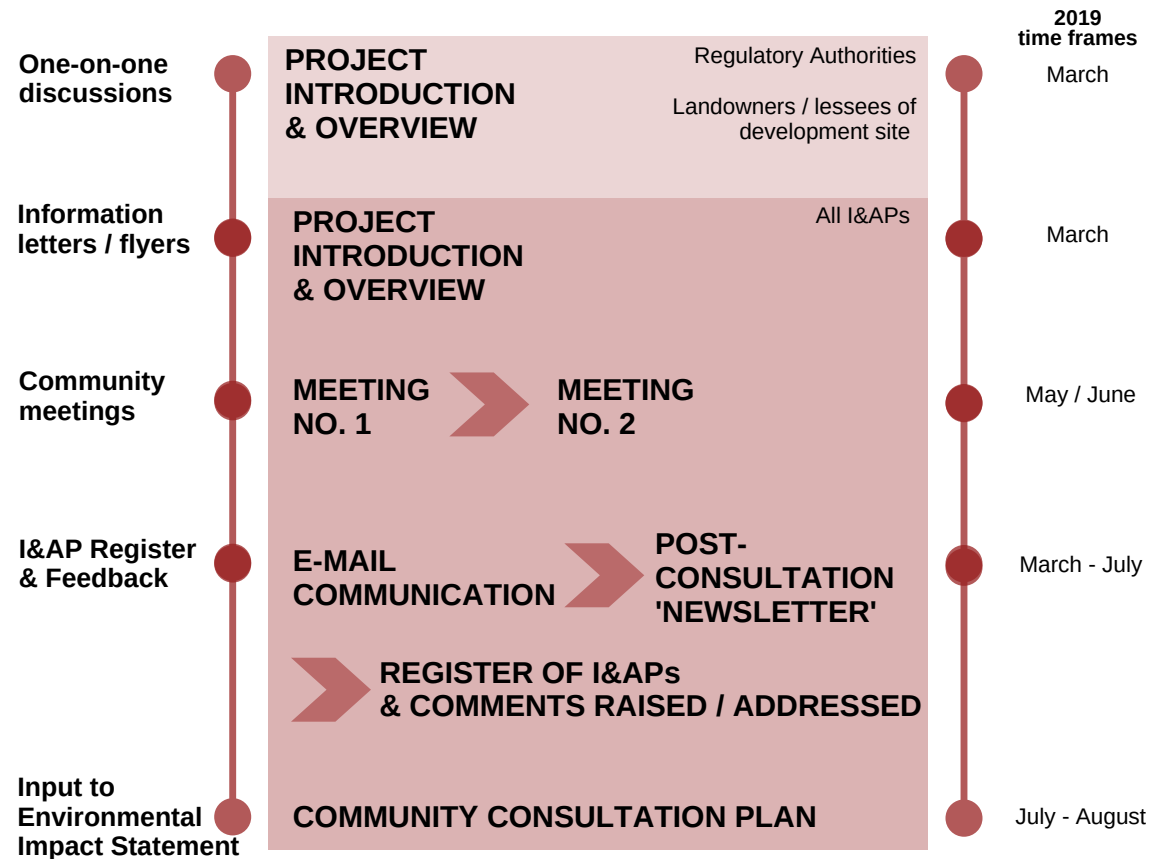 2019
time frames
One-on-one
discussions
PROJECT
INTRODUCTION
& OVERVIEW
Regulatory Authorities
Landowners / lessees of
development site
March
Information
letters / flyers
PROJECT
INTRODUCTION
& OVERVIEW
All I&APs
March
Community
meetings
MEETING
NO. 1
MEETING
NO. 2
May / June
I&AP Register
& Feedback
E-MAIL
COMMUNICATION
POST-
CONSULTATION
'NEWSLETTER'
March - July
REGISTER OF I&APs
& COMMENTS RAISED / ADDRESSED
Input to
Environmental
Impact Statement
COMMUNITY CONSULTATION PLAN
July - August